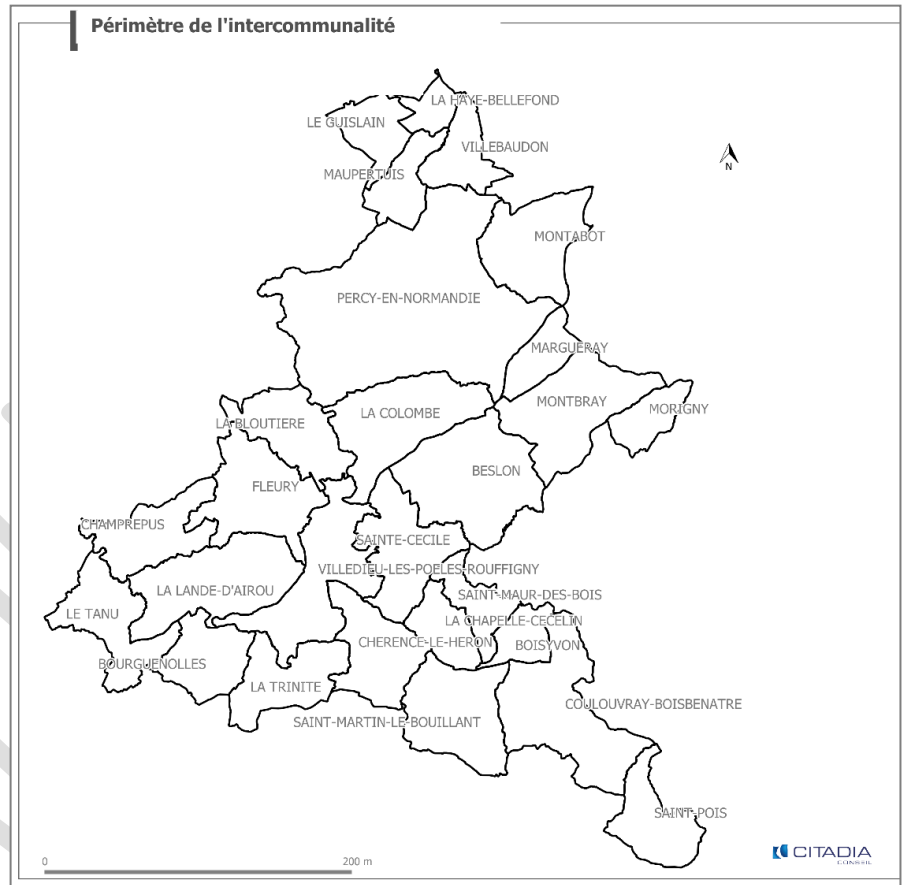 Périmètre de l'intercommunalité
LA HAYE-BELLEFOND
LE GUISLAIN
VILLEBAUDON
MAUPERTUIS
N
MONTABOT
PERCY-EN-NORMANDIE
MARGUERAY
MONTBRAY
MORIGNY
LA COLOMBE
LA BLOUTIERE
BESLON
FLEURY
CHAMPREPUS
SAINTE-CECILE
VILLEDIEU-LES-POELES-ROUFFIGNY
LA LANDE-D'AIROU
SAINT-MAUR-DES-BOIS
LE TANU
LA CHAPELLE-CECELIN
CHERENCE-LE-HERON
BOISYVON
BOURGUENOLLES
LA TRINITE
COULOUVRAY-BOISBENATRE
SAINT-MARTIN-LE-BOUILLANT
SAINT-POIS
0
200 m
CITADIA
CONSEIL